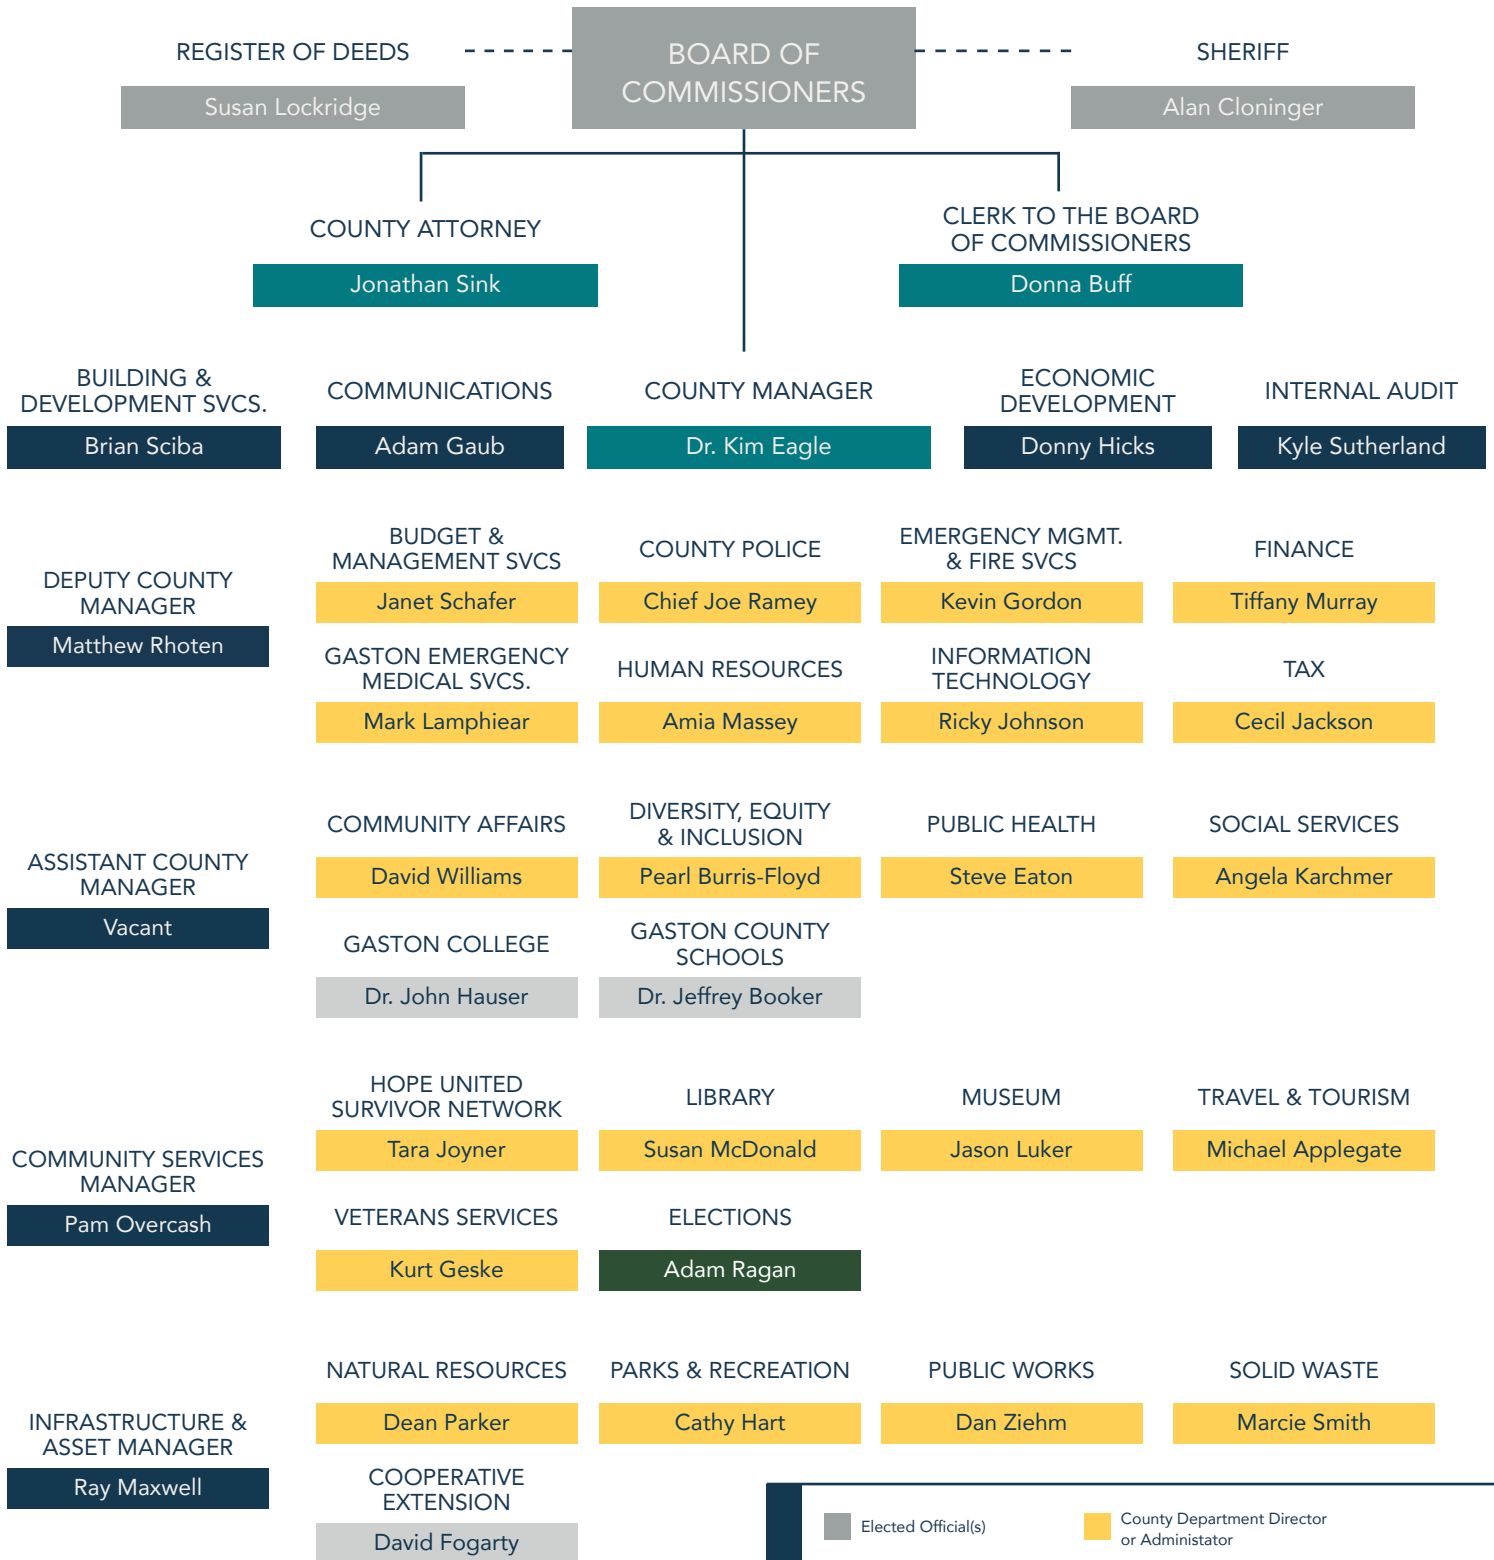 REGISTER OF DEEDS
Susan Lockridge
BOARD OF
COMMISSIONERS
SHERIFF
Alan Cloninger
COUNTY ATTORNEY
Jonathan Sink
CLERK TO THE BOARD
OF COMMISSIONERS
Donna Buff
BUILDING &
DEVELOPMENT SVCS.
Brian Sciba
COMMUNICATIONS
Adam Gaub
COUNTY MANAGER
Dr. Kim Eagle
ECONOMIC
DEVELOPMENT
Donny Hicks
INTERNAL AUDIT
Kyle Sutherland
DEPUTY COUNTY
MANAGER
Matthew Rhoten
BUDGET &
MANAGEMENT SVCS
Janet Schafer
COUNTY POLICE
Chief Joe Ramey
EMERGENCY MGMT.
& FIRE SVCS
Kevin Gordon
FINANCE
Tiffany Murray
GASTON EMERGENCY
MEDICAL SVCS.
Mark Lamphiear
HUMAN RESOURCES
Amia Massey
INFORMATION
TECHNOLOGY
Ricky Johnson
TAX
Cecil Jackson
ASSISTANT COUNTY
MANAGER
Vacant
COMMUNITY AFFAIRS
David Williams
DIVERSITY, EQUITY
& INCLUSION
Pearl Burris-Floyd
PUBLIC HEALTH
Steve Eaton
SOCIAL SERVICES
Angela Karchmer
GASTON COLLEGE
Dr. John Hauser
GASTON COUNTY
SCHOOLS
Dr. Jeffrey Booker
COMMUNITY SERVICES
MANAGER
Pam Overcash
HOPE UNITED
SURVIVOR NETWORK
Tara Joyner
LIBRARY
Susan McDonald
MUSEUM
Jason Luker
TRAVEL & TOURISM
Michael Applegate
VETERANS SERVICES
Kurt Geske
ELECTIONS
Adam Ragan
INFRASTRUCTURE &
ASSET MANAGER
Ray Maxwell
NATURAL RESOURCES
Dean Parker
PARKS & RECREATION
Cathy Hart
PUBLIC WORKS
Dan Ziehm
SOLID WASTE
Marcie Smith
COOPERATIVE
EXTENSION
David Fogarty
Elected Official(s)
County Department Director
or Administator